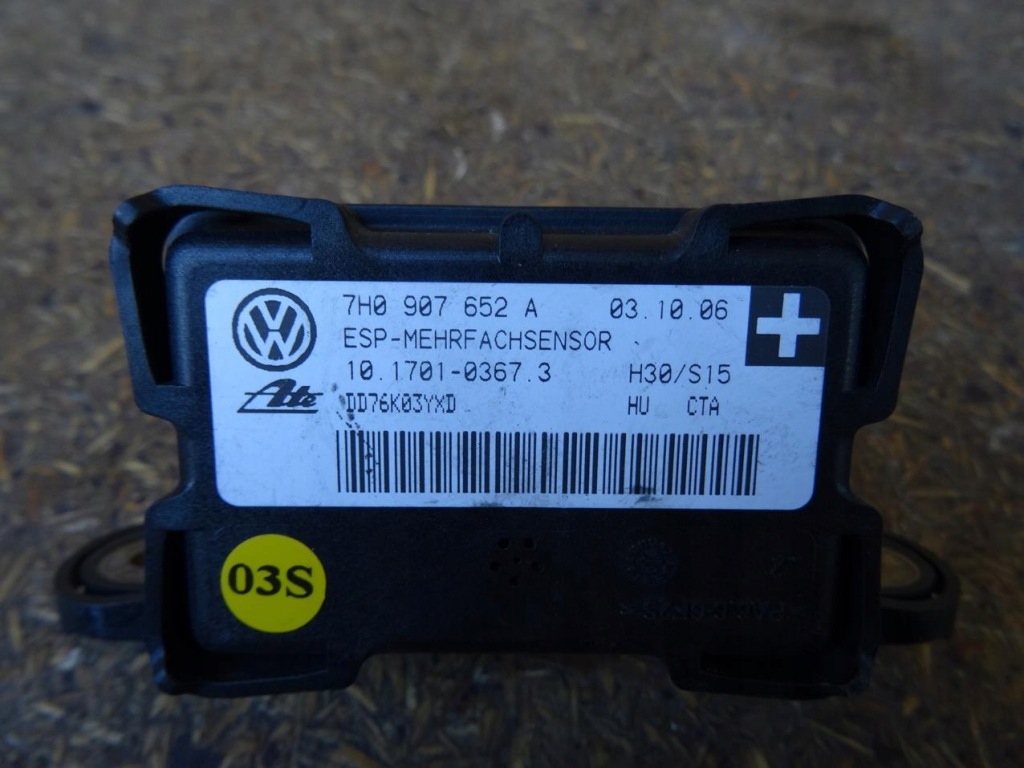 7H0 907 652 A 03.10.06
ESP-MEHRFACHSENSOR
10.1701-0367.3 H30/S15
Ate DD76K03YXD HU CTA
03S